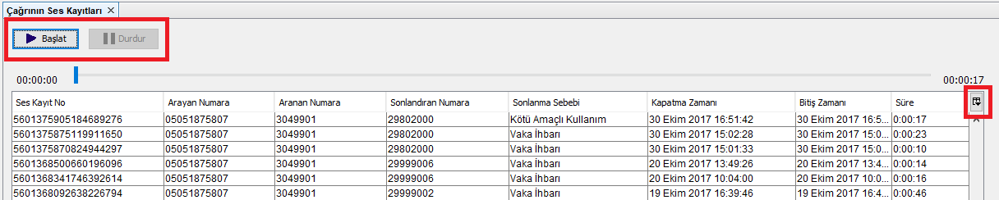 Çağrının Ses Kayıtları ×
Başlat Durdur
00:00:00 00:00:17
Ses Kayıt No Arayan Numara Aranan Numara Sonlandıran Numara Sonlanma Sebebi Kapatma Zamanı Bitiş Zamanı Süre
5601375905184689276 05051875807 3049901 29802000 Kötü Amaçlı Kullanım 30 Ekim 2017 16:51:42 30 Ekim 2017 16:5... 0:00:17
5601375875119911650 05051875807 3049901 29802000 Vaka İhbarı 30 Ekim 2017 15:02:28 30 Ekim 2017 15:0... 0:00:23
5601375870824944297 05051875807 3049901 29802000 Vaka İhbarı 30 Ekim 2017 15:01:33 30 Ekim 2017 15:0... 0:00:10
5601368500660196096 05051875807 3049901 29999006 Vaka İhbarı 20 Ekim 2017 13:49:26 20 Ekim 2017 13:4... 0:00:14
5601368341746392614 05051875807 3049901 29999006 Vaka İhbarı 20 Ekim 2017 10:04:00 20 Ekim 2017 10:0... 0:00:16
5601368092638226794 05051875807 3049901 29999002 Vaka İhbarı 19 Ekim 2017 16:39:46 19 Ekim 2017 16:4... 0:00:46